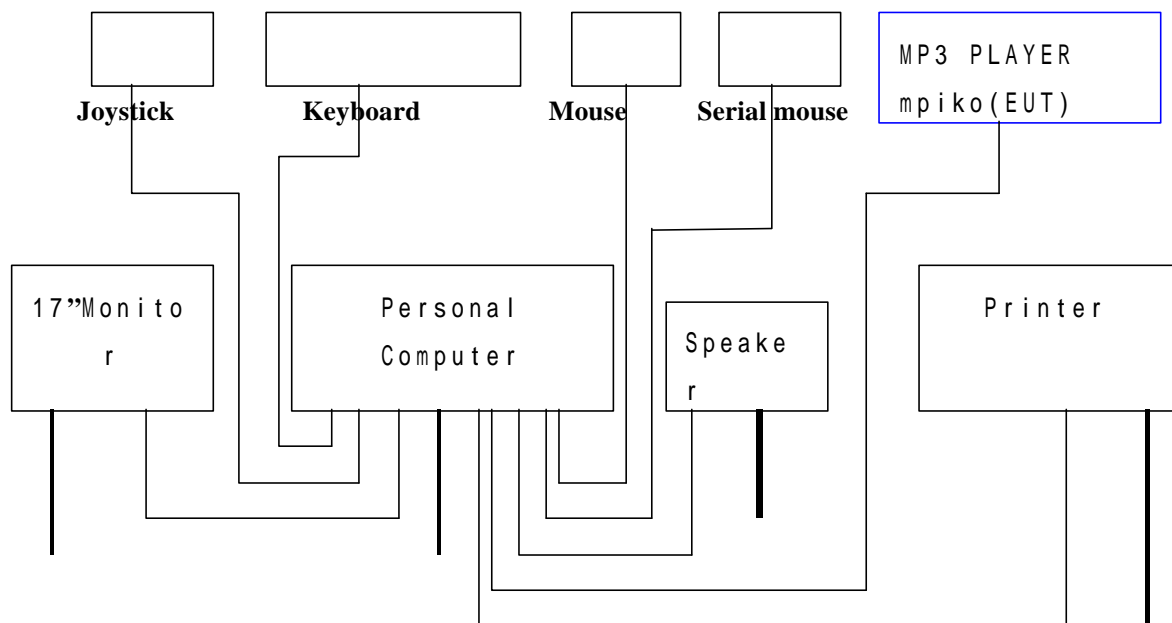 MP3 PLAYER
mpiko(EUT)
Joystick
Keyboard
Mouse
Serial mouse
17”Monito
r
Personal
Computer
Speake
r
Printer